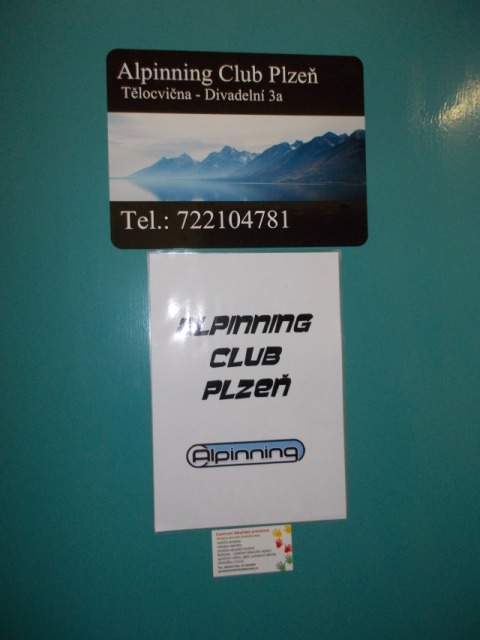 Alpinning Club Plzeň
Tělocvična - Divadelní 3a
Tel.: 722104781
ALPINNING
CLUB
PLZEŇ
Alpinning